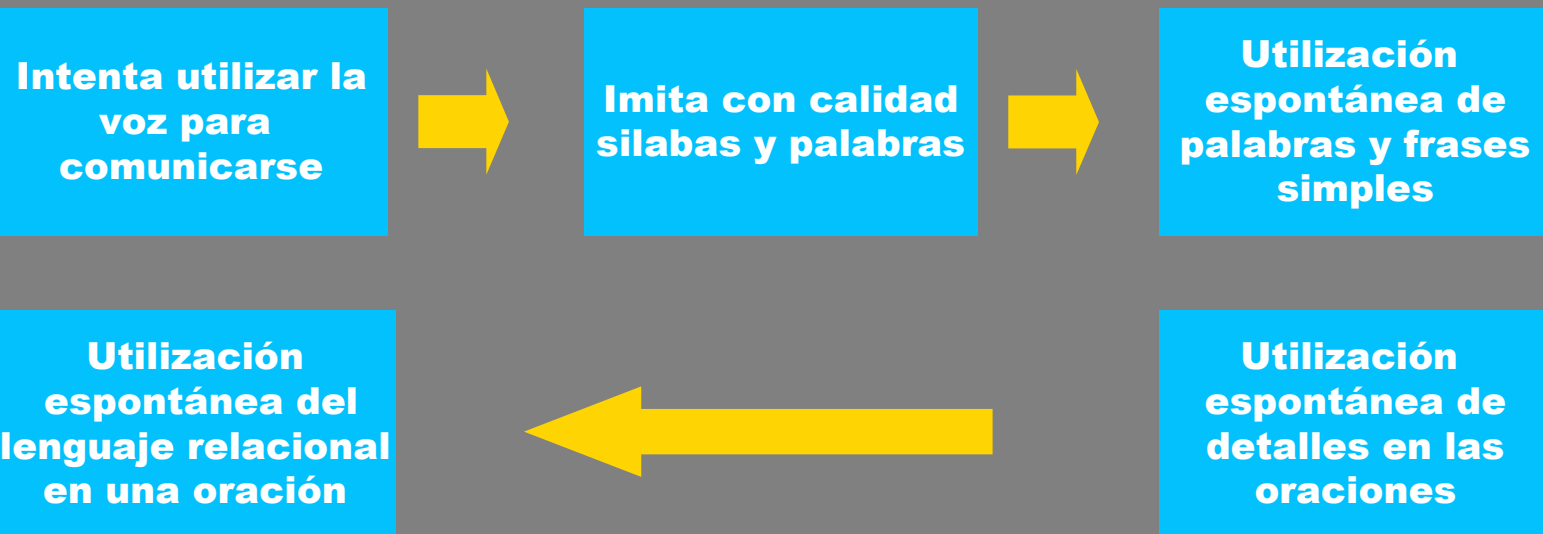 Intenta utilizar la
voz para
comunicarse
Imita con calidad
silabas y palabras
Utilización
espontánea de
palabras y frases
simples
Utilización
espontánea del
lenguaje relacional
en una oración
Utilización
espontánea de
detalles en las
oraciones